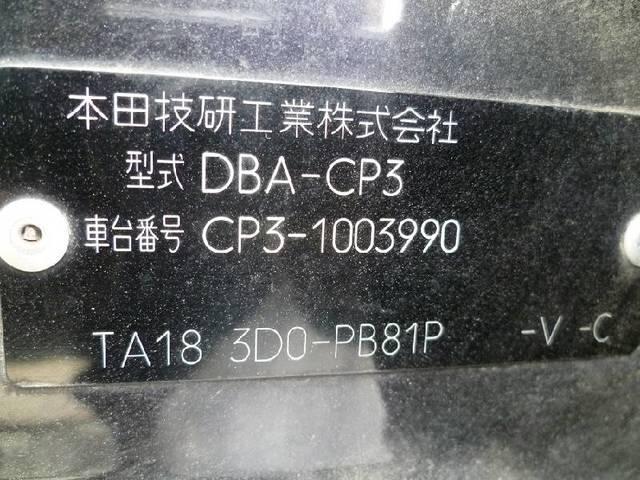 本田技研工業株式会社
型式 DBA-CP3
車台番号 CP3-1003990
TA18 3D0-PB81P -V -C